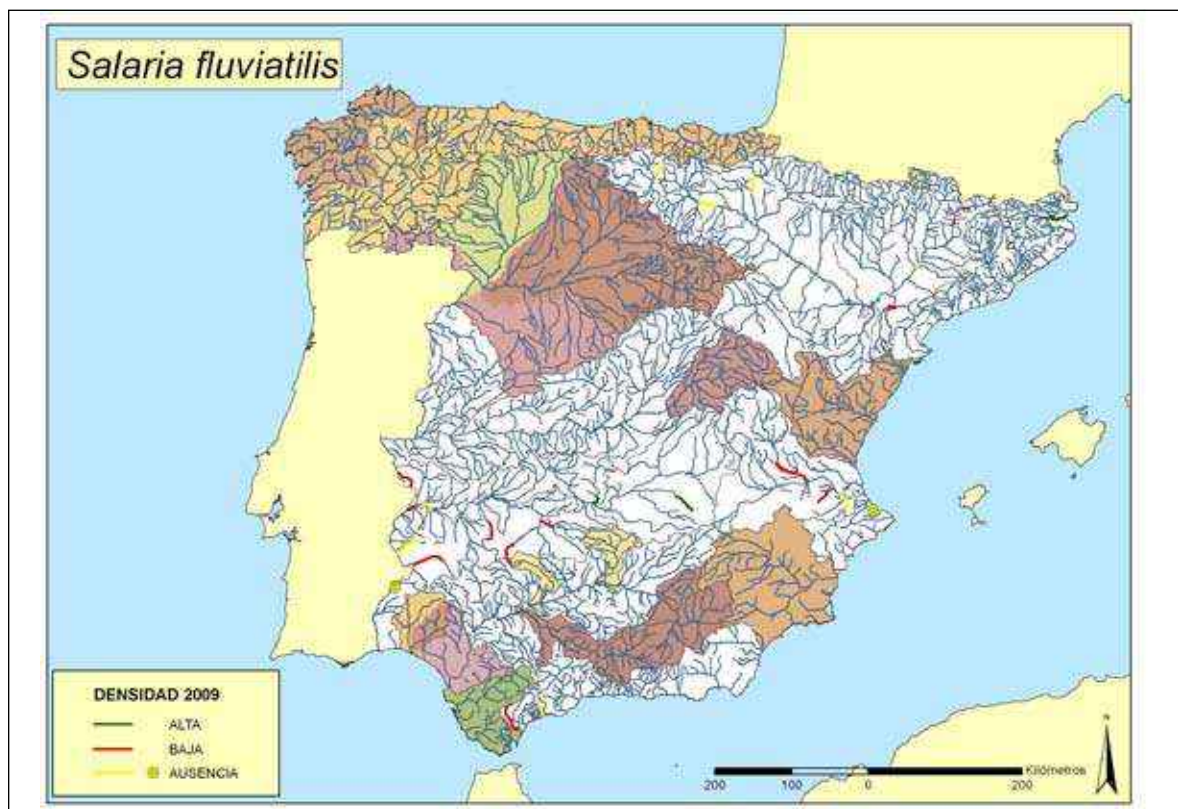 Salaria fluviatilis
DENSIDAD 2009
ALTA
BAJA
AUSENCIA
N
Kilómetros
200 100 0 200